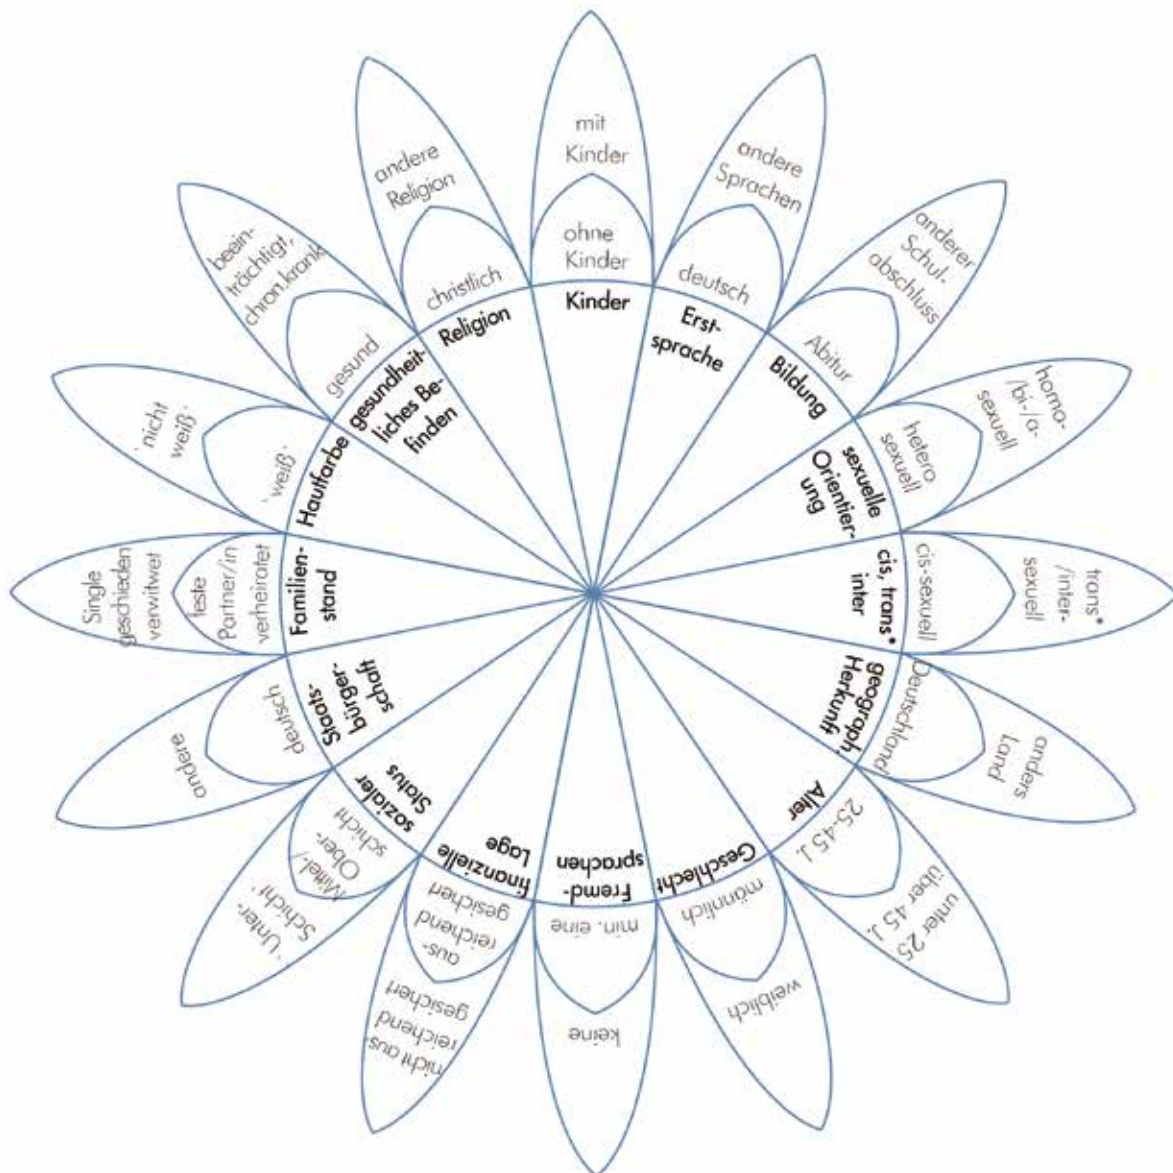 mit
Kinder
ohne
Kinder
Kinder
andere
Sprachen
deutsch
Erst-
sprache
anderer
Schul-
abschluss
Abitur
Bildung
homo-
/bi-/a-
sexuell
hetero
sexuell
sexuelle
Orientier-
ung
trans*
/inter-
sexuell
cis-sexuell
cis, trans*
inter
anders
Land
Deutschland
geograph.
Herkunft
unter 25
über 45 J.
25-45 J.
Alter
weiblich
männlich
Geschlecht
keine
min. eine
Fremd-
sprachen
nicht aus-
reichend
gesichert
aus-
reichend
gesichert
finanzielle
Lage
`Unter-
Schicht`
Mittel-/
Ober-
schicht
sozialer
Status
andere
deutsch
Staats-
bürger-
schaft
Single
geschieden
verwitwet
feste
Partner/in
verheiratet
Familien-
stand
`nicht
weiß`
`weiß`
Hautfarbe
beein-
trächtigt,
chron.krank
gesund
gesundheit-
liches Be-
finden
andere
Religion
christlich
Religion